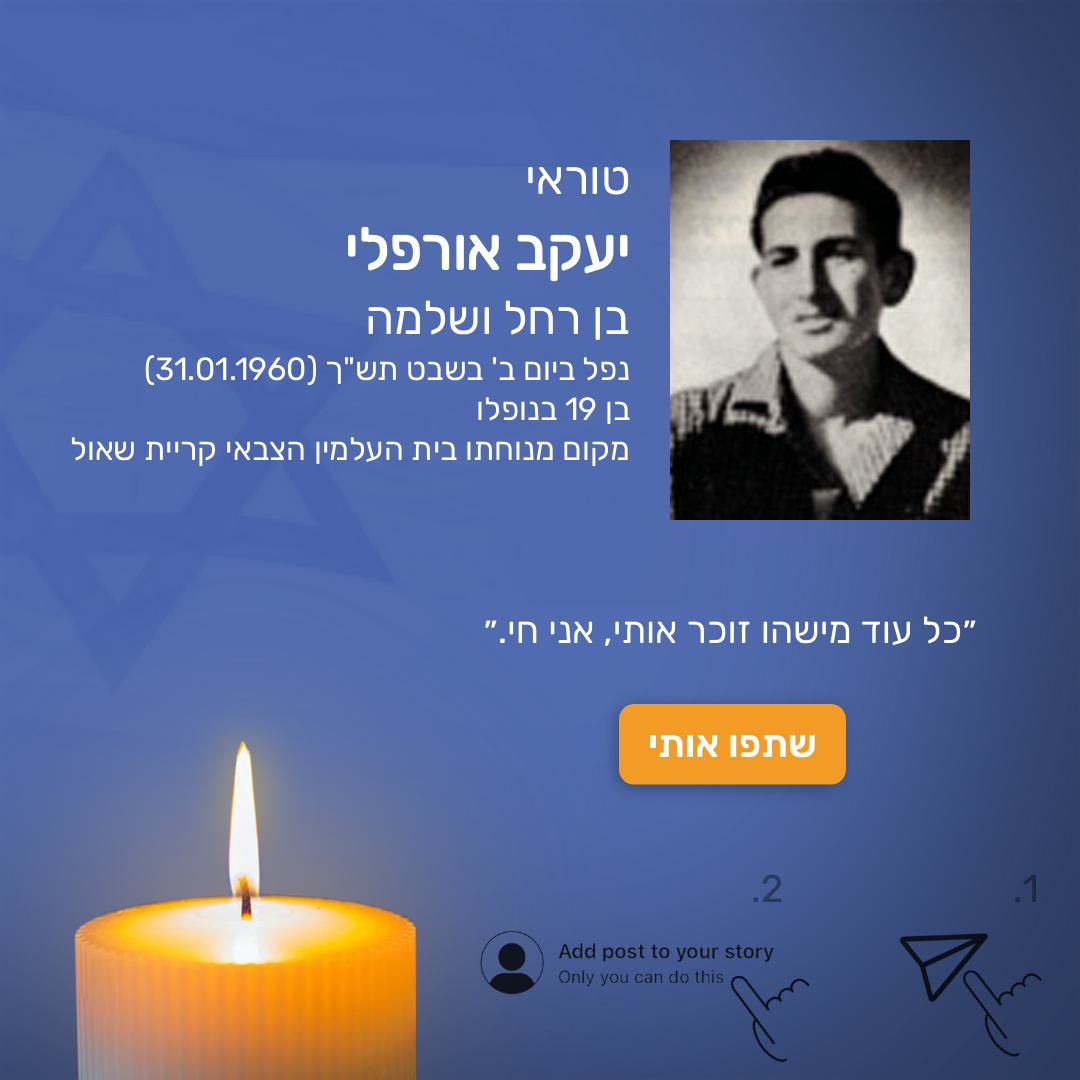 טוראי
יעקב אורפלי
בן רחל ושלמה
נפל ביום ב' בשבט תש"ך (31.01.1960)
בן 19 בנופלו
מקום מנוחתו בית העלמין הצבאי קריית שאול
״כל עוד מישהו זוכר אותי, אני חי.״
שתפו אותי
.1
.2
Add post to your story
Only you can do this